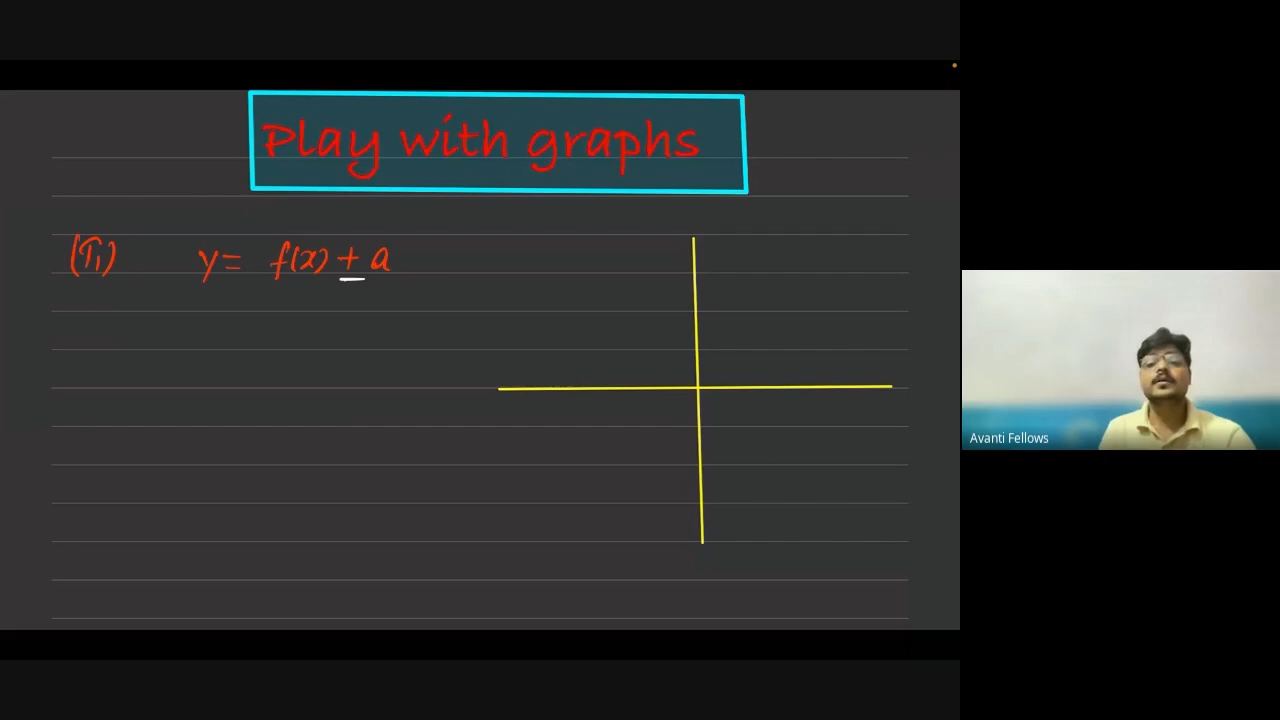 Play with graphs
(T₁) y = f(x) + a
Avanti Fellows